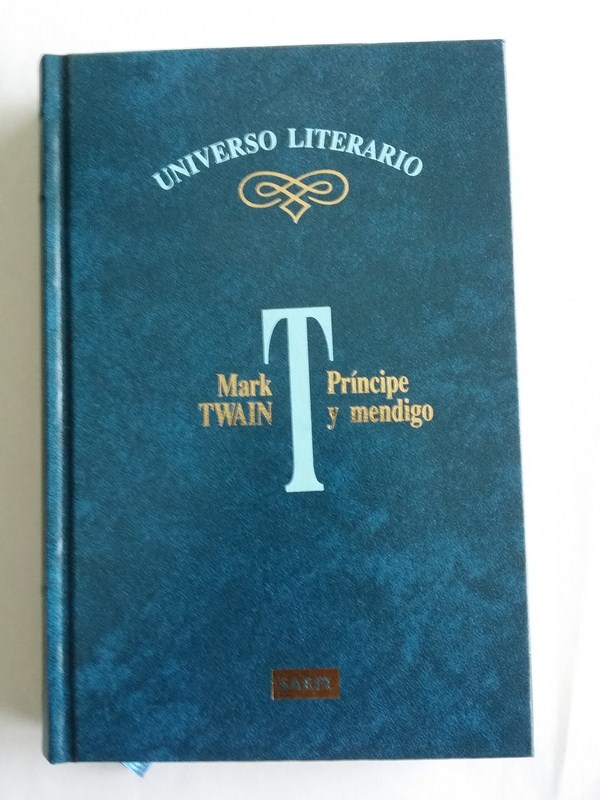 UNIVERSO LITERARIO
T
Mark
TWAIN
Príncipe
y mendigo